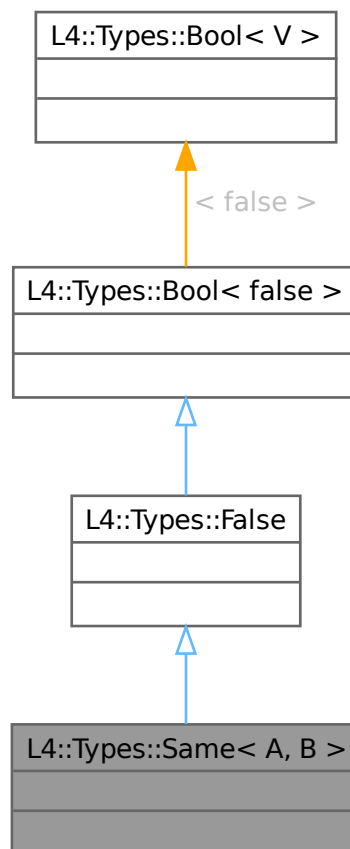 L4::Types::Bool< V >
< false >
L4::Types::Bool< false >
L4::Types::False
L4::Types::Same< A, B >